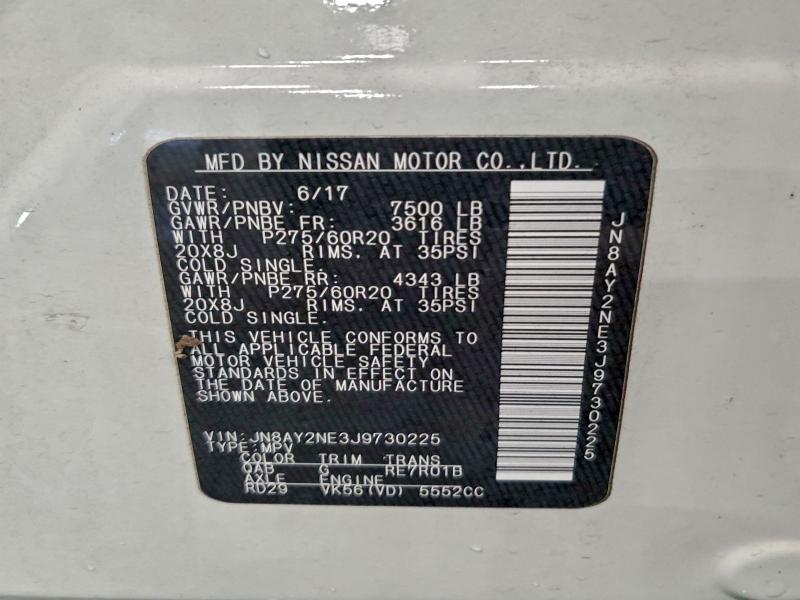 MFD BY NISSAN MOTOR CO.,LTD.
DATE: 6/17
GVWR/PNBV: 7500 LB
GAWR/PNBE FR: 3616 LB
WITH P275/60R20 TIRES
20X8J RIMS. AT 35PSI
COLD SINGLE.
GAWR/PNBE RR: 4343 LB
WITH P275/60R20 TIRES
20X8J RIMS. AT 35PSI
COLD SINGLE.
THIS VEHICLE CONFORMS TO
ALL APPLICABLE FEDERAL
MOTOR VEHICLE SAFETY
STANDARDS IN EFFECT ON
THE DATE OF MANUFACTURE
SHOWN ABOVE.
VIN: JN8AY2NE3J9730225
TYPE: MPV
COLOR TRIM TRANS
QAB G RE7R01B
AXLE ENGINE
RD29 VK56(VD) 5552CC
JN8AY2NE3J9730225